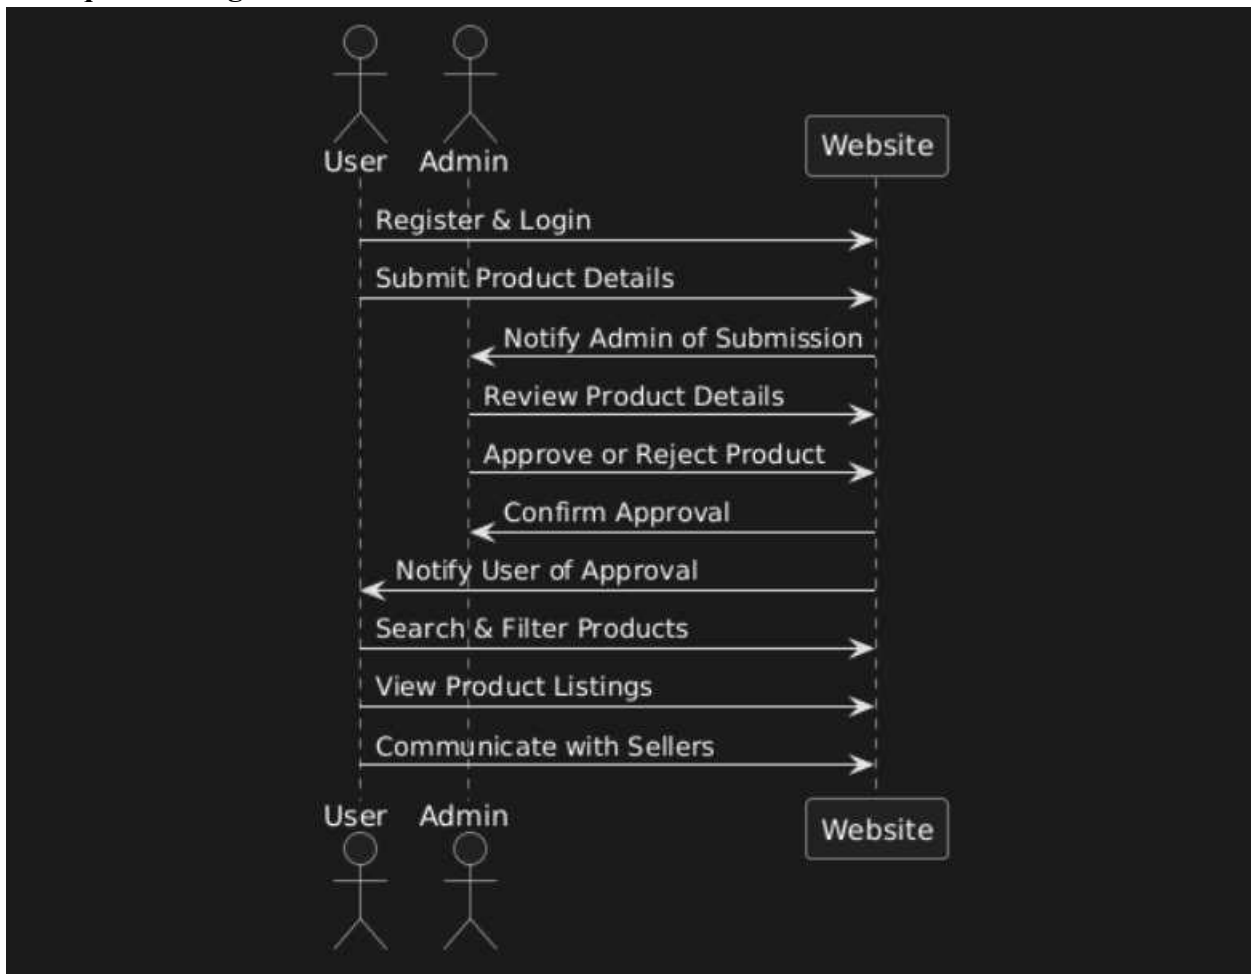 User Admin Website
Register & Login
Submit Product Details
Notify Admin of Submission
Review Product Details
Approve or Reject Product
Confirm Approval
Notify User of Approval
Search & Filter Products
View Product Listings
Communicate with Sellers
User Admin Website